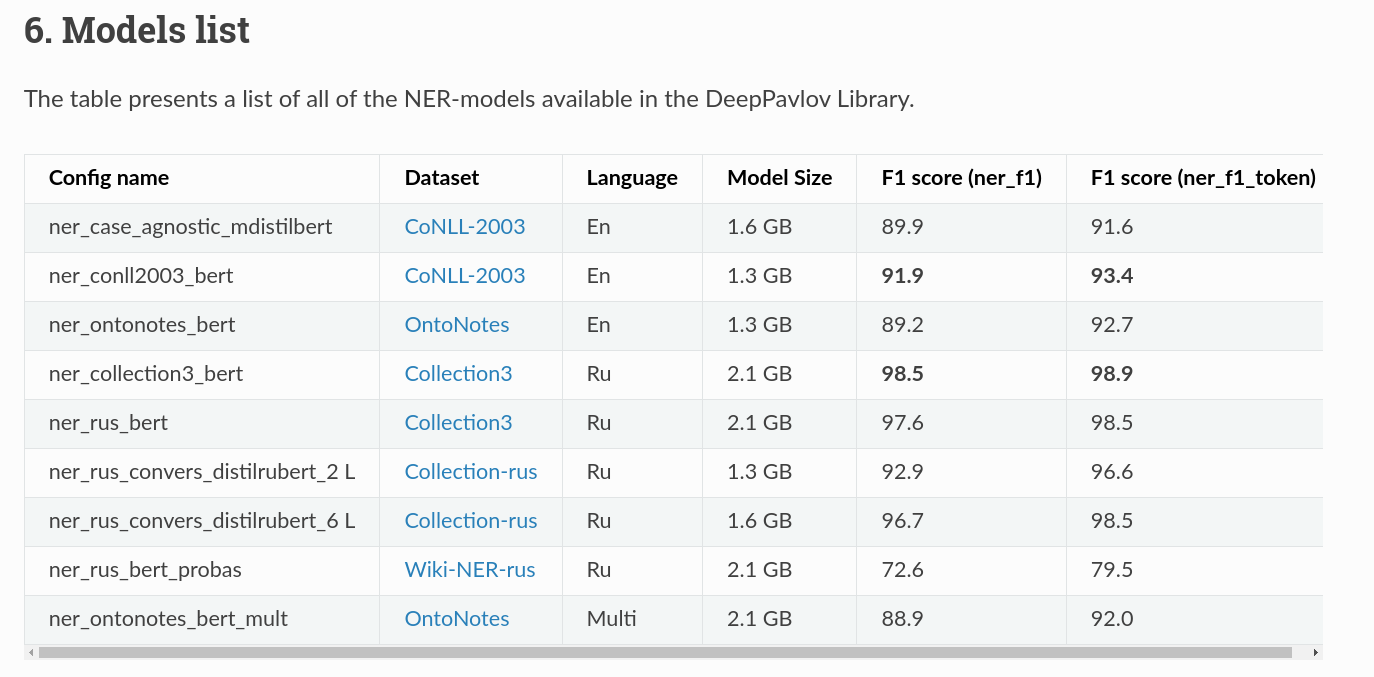 6. Models list
The table presents a list of all of the NER-models available in the DeepPavlov Library.
Config name Dataset Language Model Size F1 score (ner_f1) F1 score (ner_f1_token)
ner_case_agnostic_mdistilbert CoNLL-2003 En 1.6 GB 89.9 91.6
ner_conll2003_bert CoNLL-2003 En 1.3 GB 91.9 93.4
ner_ontonotes_bert OntoNotes En 1.3 GB 89.2 92.7
ner_collection3_bert Collection3 Ru 2.1 GB 98.5 98.9
ner_rus_bert Collection3 Ru 2.1 GB 97.6 98.5
ner_rus_convers_distilrubert_2 L Collection-rus Ru 1.3 GB 92.9 96.6
ner_rus_convers_distilrubert_6 L Collection-rus Ru 1.6 GB 96.7 98.5
ner_rus_bert_probas Wiki-NER-rus Ru 2.1 GB 72.6 79.5
ner_ontonotes_bert_mult OntoNotes Multi 2.1 GB 88.9 92.0